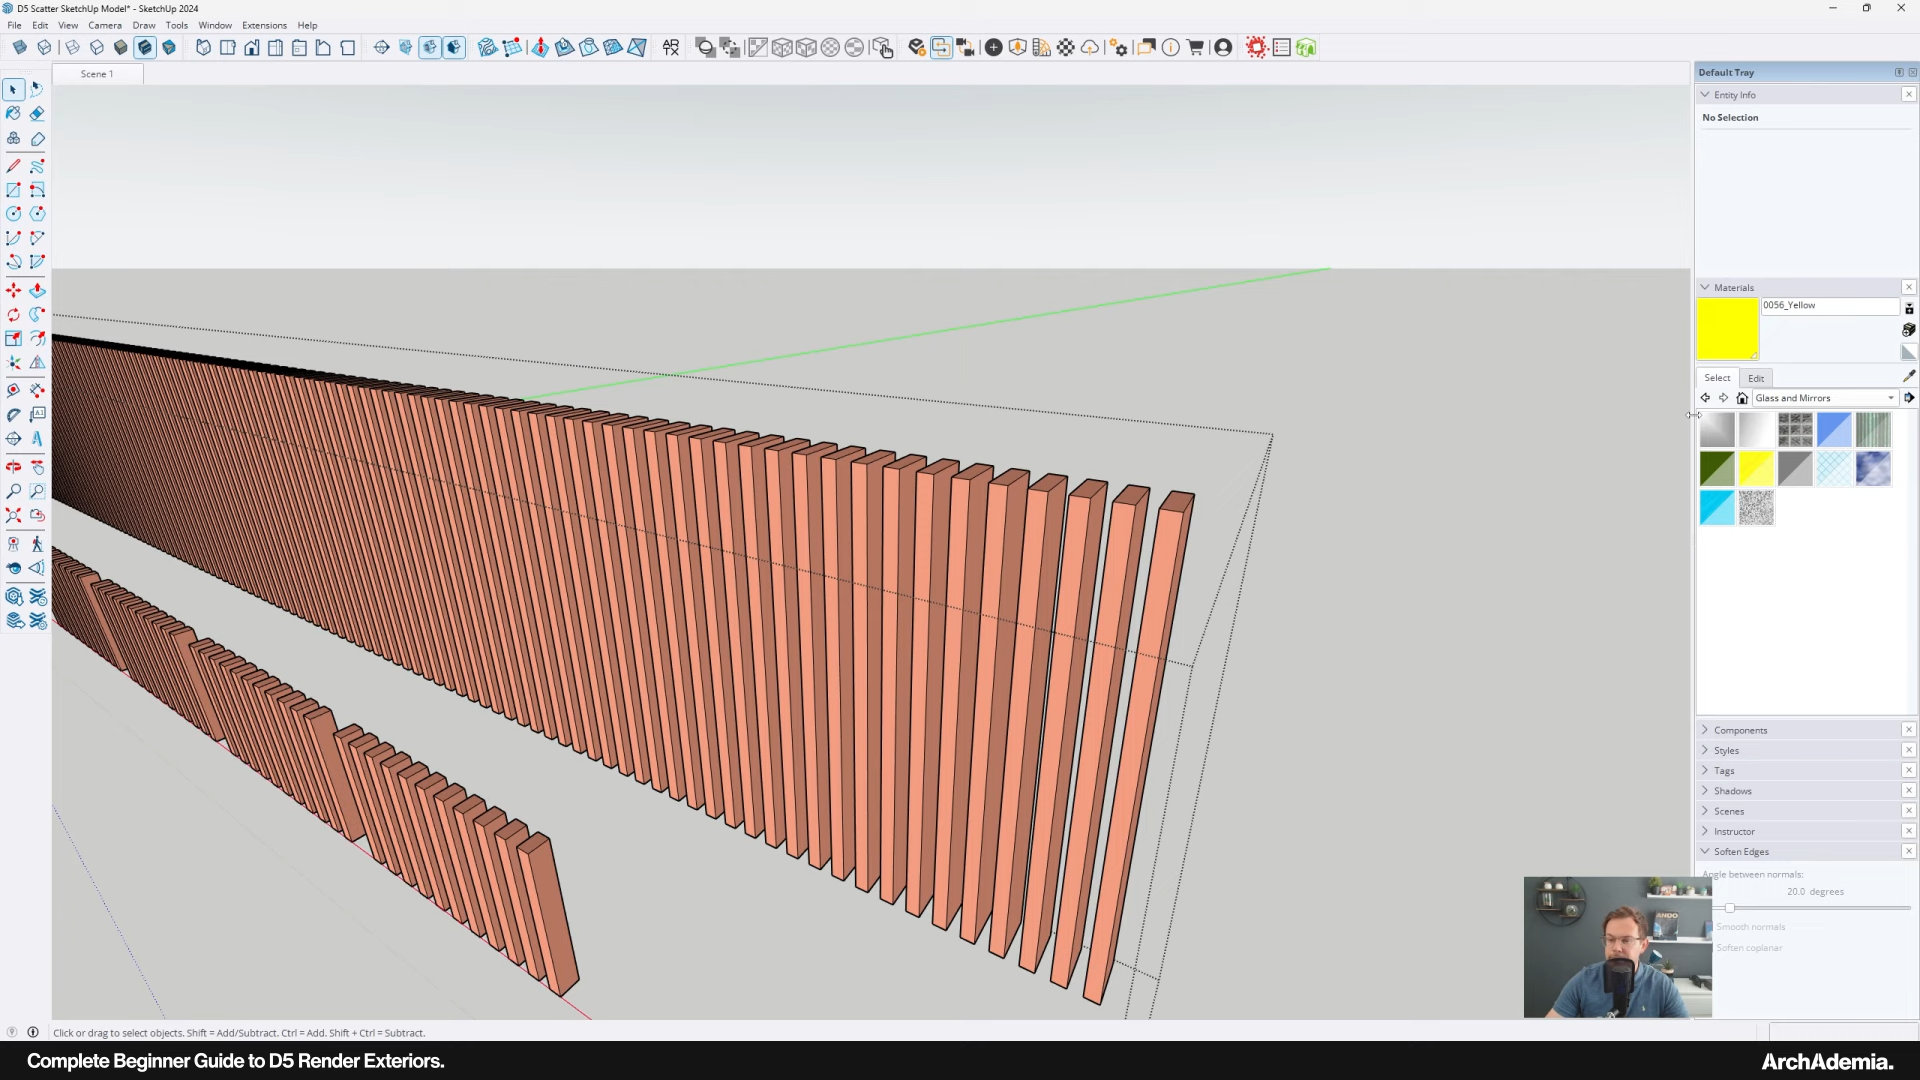 D5 Scatter SketchUp Model* - SketchUp 2024
File Edit View Camera Draw Tools Window Extensions Help
Scene 1
Default Tray
Entity Info
No Selection
Materials
0056_Yellow
Select Edit
Glass and Mirrors
Components
Styles
Tags
Shadows
Scenes
Instructor
Soften Edges
Angle between normals:
20.0 degrees
Smooth normals
Soften coplanar
ANDO
Click or drag to select objects. Shift = Add/Subtract. Ctrl = Add. Shift + Ctrl = Subtract.
Complete Beginner Guide to D5 Render Exteriors.
ArchAdemia.